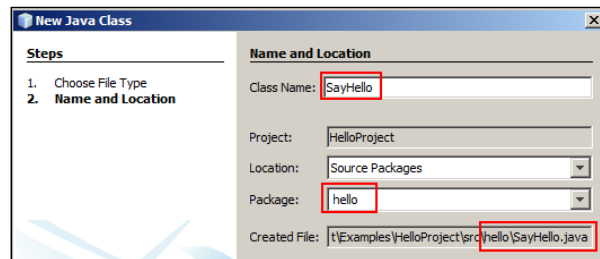 New Java Class
Steps
1. Choose File Type
2. Name and Location
Name and Location
Class Name: SayHello
Project: HelloProject
Location: Source Packages
Package: hello
Created File: t\Examples\HelloProject\src\hello\SayHello.java